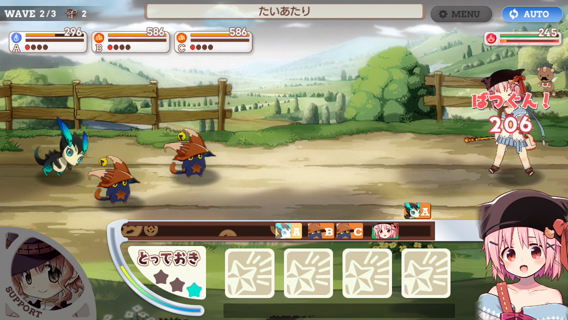 WAVE 2/3 2
たいあたり
MENU
AUTO
296
A
586
B
586
C
245
ばつぐん!
206
A
A B C
とっておき
SUPPORT